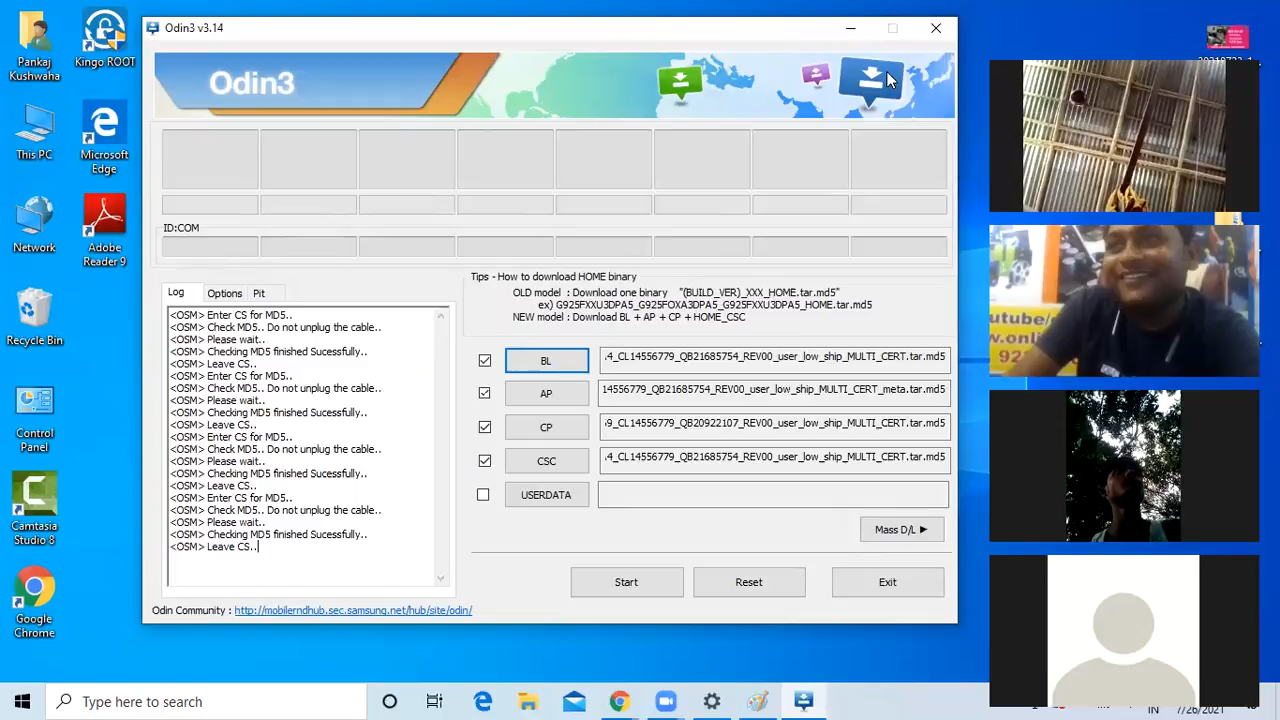 Pankaj
Kushwaha
Kingo ROOT
This PC
Microsoft
Edge
Network
Adobe
Reader 9
Recycle Bin
Control
Panel
Camtasia
Studio 8
Google
Chrome
Odin3 v3.14
Odin3
ID:COM
Log
Options
Pit
<OSM> Enter CS for MD5..
<OSM> Check MD5.. Do not unplug the cable..
<OSM> Please wait..
<OSM> Checking MD5 finished Sucessfully..
<OSM> Leave CS..
<OSM> Enter CS for MD5..
<OSM> Check MD5.. Do not unplug the cable..
<OSM> Please wait..
<OSM> Checking MD5 finished Sucessfully..
<OSM> Leave CS..
<OSM> Enter CS for MD5..
<OSM> Check MD5.. Do not unplug the cable..
<OSM> Please wait..
<OSM> Checking MD5 finished Sucessfully..
<OSM> Leave CS..
<OSM> Enter CS for MD5..
<OSM> Check MD5.. Do not unplug the cable..
<OSM> Please wait..
<OSM> Checking MD5 finished Sucessfully..
<OSM> Leave CS..
Tips - How to download HOME binary
OLD model : Download one binary "(BUILD_VER)_XXX_HOME.tar.md5"
ex) G925FXXU3DPA5_G925FOXA3DPA5_G925FXXU3DPA5_HOME.tar.md5
NEW model : Download BL + AP + CP + HOME_CSC
BL .4_CL14556779_QB21685754_REV00_user_low_ship_MULTI_CERT.tar.md5
AP 14556779_QB21685754_REV00_user_low_ship_MULTI_CERT_meta.tar.md5
CP 9_CL14556779_QB20922107_REV00_user_low_ship_MULTI_CERT.tar.md5
CSC .4_CL14556779_QB21685754_REV00_user_low_ship_MULTI_CERT.tar.md5
USERDATA
Mass D/L
Start
Reset
Exit
Odin Community : http://mobilerndhub.sec.samsung.net/hub/site/odin/
Type here to search
IN 7/26/2021